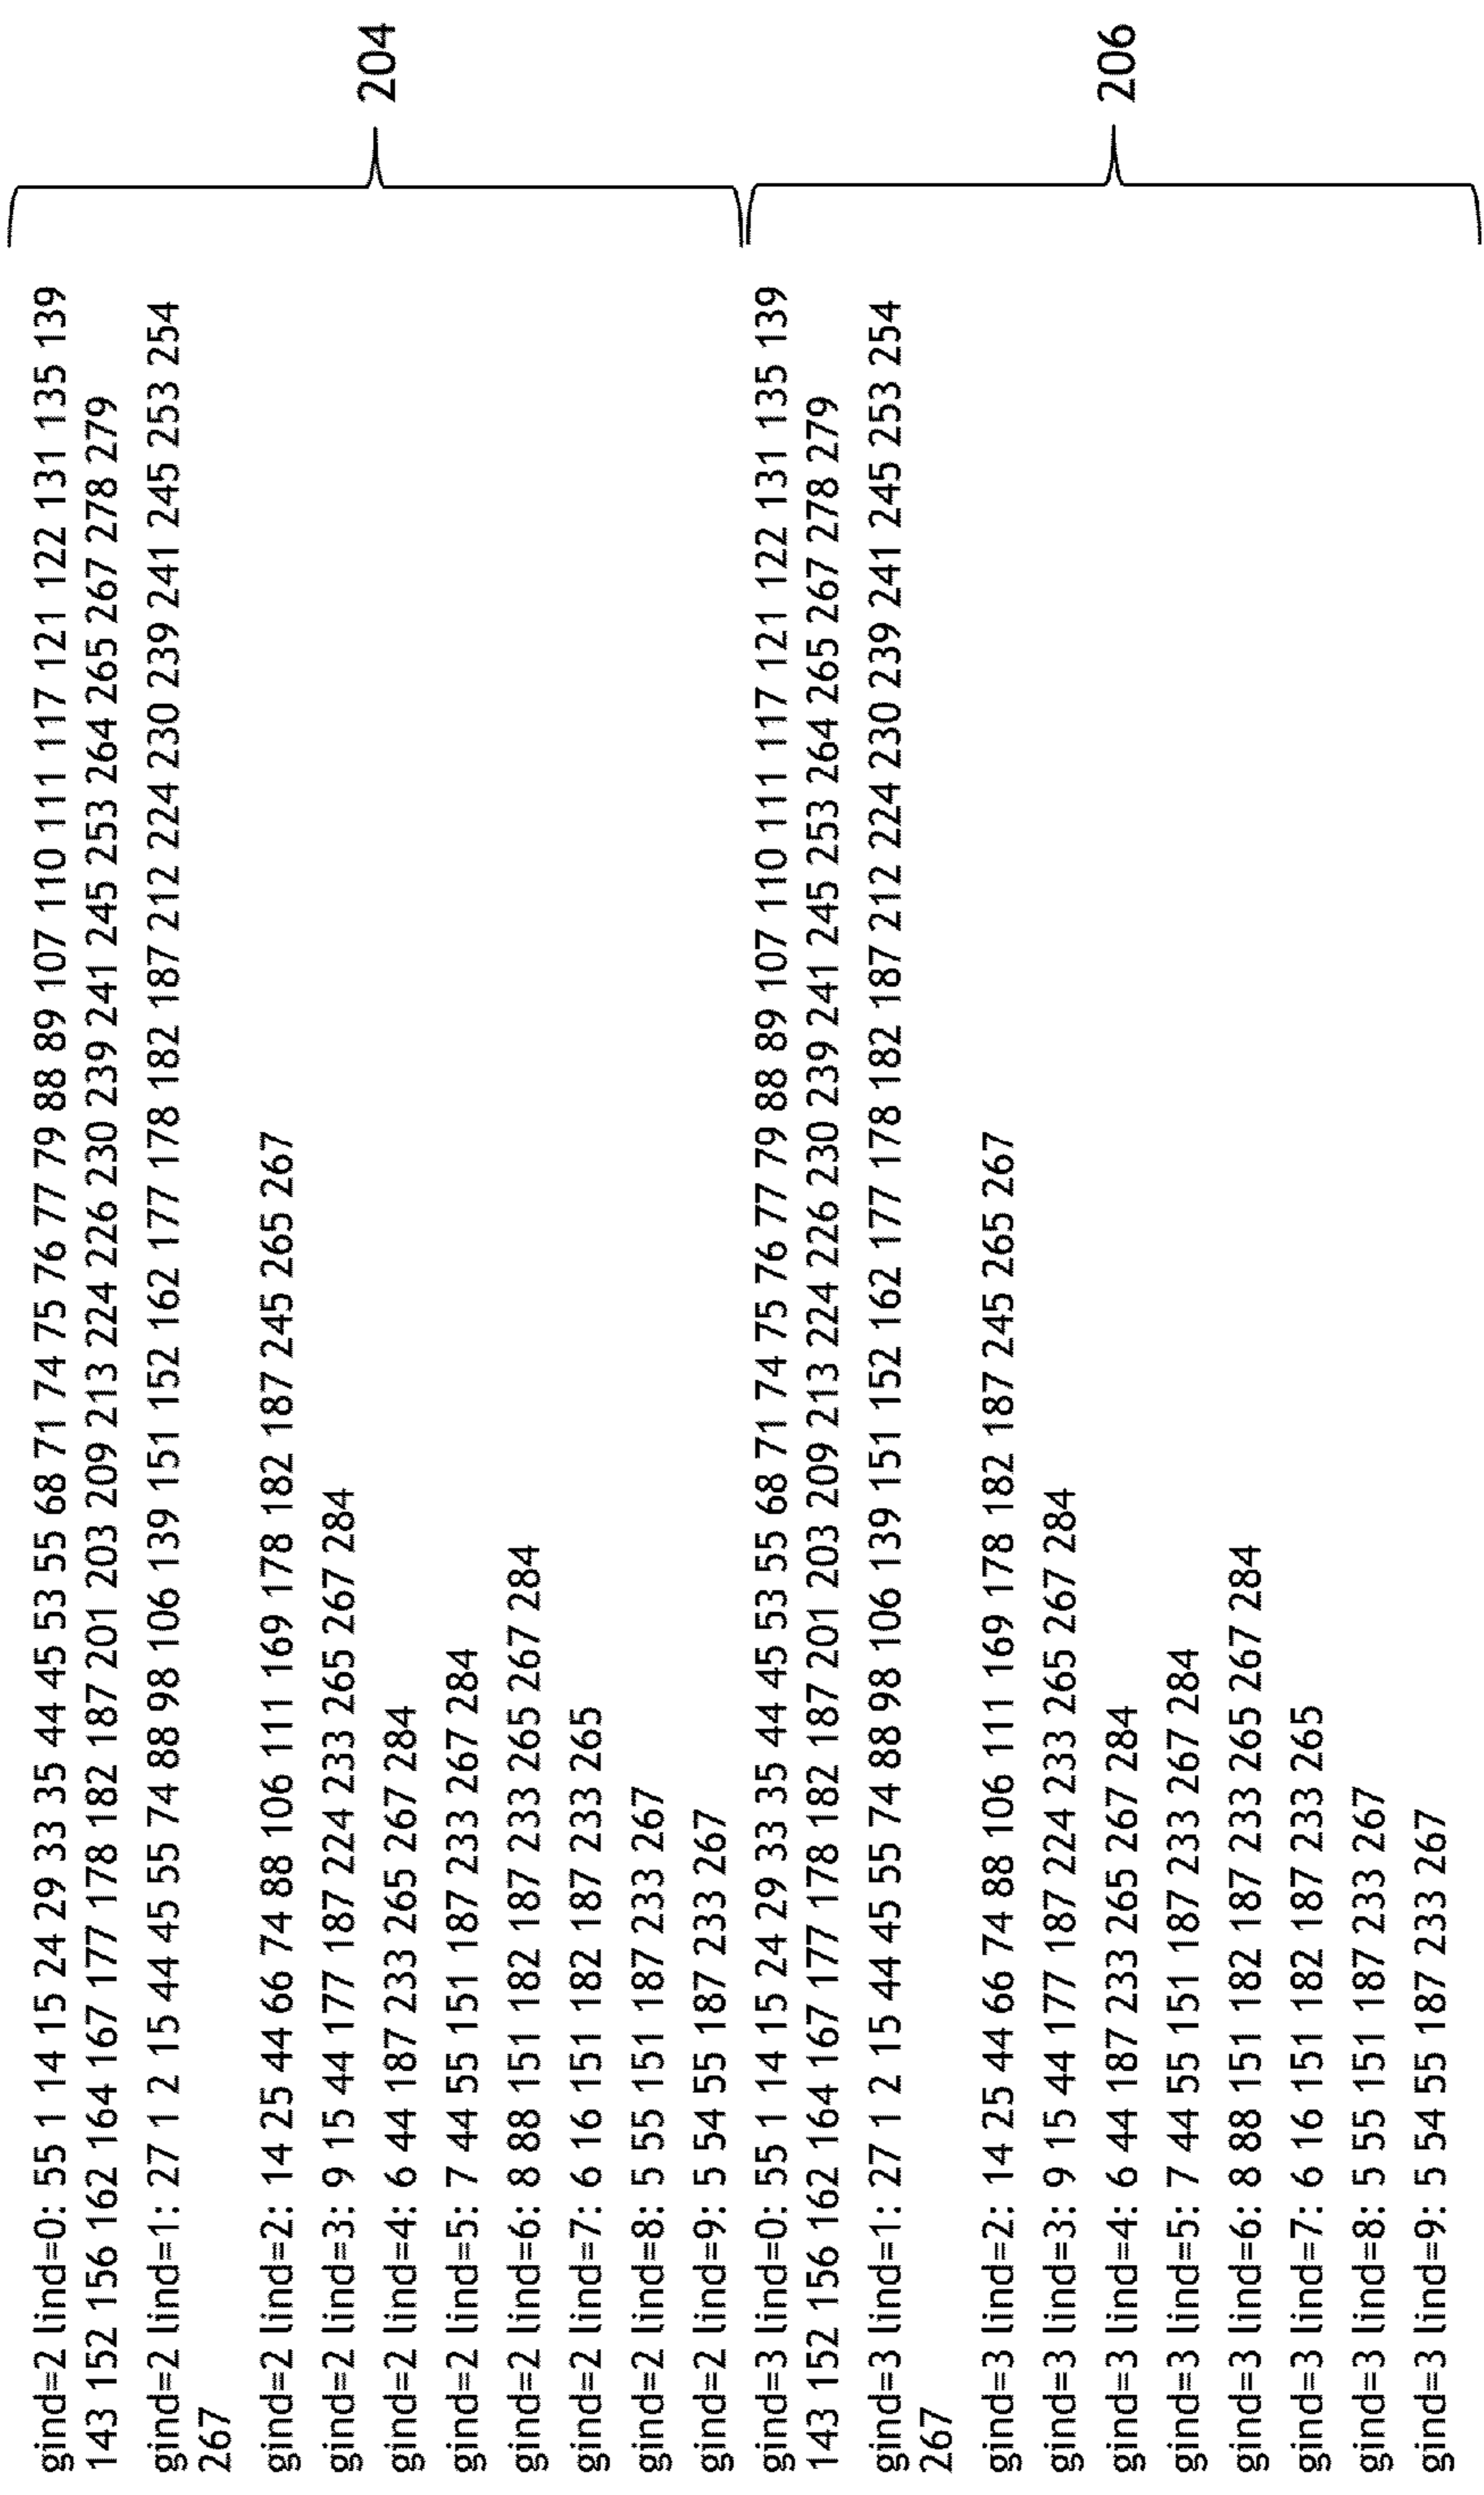 gind=2 lind=0: 55 1 14 15 24 29 33 35 44 45 53 55 68 71 74 75 76 77 79 88 89 107 110 111 117 121 122 131 135 139
143 152 156 162 164 167 177 178 182 187 201 203 209 213 224 226 230 239 241 245 253 264 265 267 278 279
gind=2 lind=1: 27 1 2 15 44 45 55 74 88 98 106 139 151 152 162 177 178 182 187 212 224 230 239 241 245 253 254
267
gind=2 lind=2: 14 25 44 66 74 88 106 111 169 178 182 187 245 265 267
gind=2 lind=3: 9 15 44 177 187 224 233 265 267 284
gind=2 lind=4: 6 44 187 233 265 267 284
gind=2 lind=5: 7 44 55 151 187 233 267 284
gind=2 lind=6: 8 88 151 182 187 233 265 267 284
gind=2 lind=7: 6 16 151 182 187 233 265
gind=2 lind=8: 5 55 151 187 233 267
gind=2 lind=9: 5 54 55 187 233 267
204
gind=3 lind=0: 55 1 14 15 24 29 33 35 44 45 53 55 68 71 74 75 76 77 79 88 89 107 110 111 117 121 122 131 135 139
143 152 156 162 164 167 177 178 182 187 201 203 209 213 224 226 230 239 241 245 253 264 265 267 278 279
gind=3 lind=1: 27 1 2 15 44 45 55 74 88 98 106 139 151 152 162 177 178 182 187 212 224 230 239 241 245 253 254
267
gind=3 lind=2: 14 25 44 66 74 88 106 111 169 178 182 187 245 265 267
gind=3 lind=3: 9 15 44 177 187 224 233 265 267 284
gind=3 lind=4: 6 44 187 233 265 267 284
gind=3 lind=5: 7 44 55 151 187 233 267 284
gind=3 lind=6: 8 88 151 182 187 233 265 267 284
gind=3 lind=7: 6 16 151 182 187 233 265
gind=3 lind=8: 5 55 151 187 233 267
gind=3 lind=9: 5 54 55 187 233 267
206